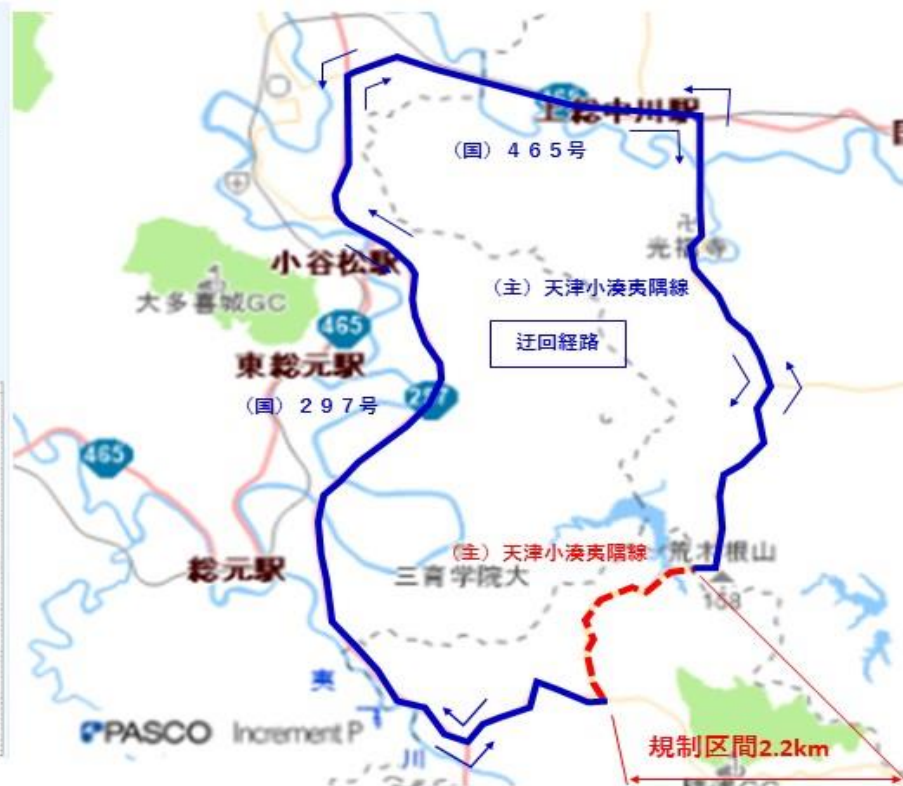 上総中川駅
(国)465号
光福寺
小谷松駅
大多喜城GC
(主)天津小湊夷隅線
465
迂回経路
東総元駅
(国)297号
297
465
(主)天津小湊夷隅線
荒木根山
168
総元駅
三育学院大
夷
川
PASCO Increment P
規制区間2.2km